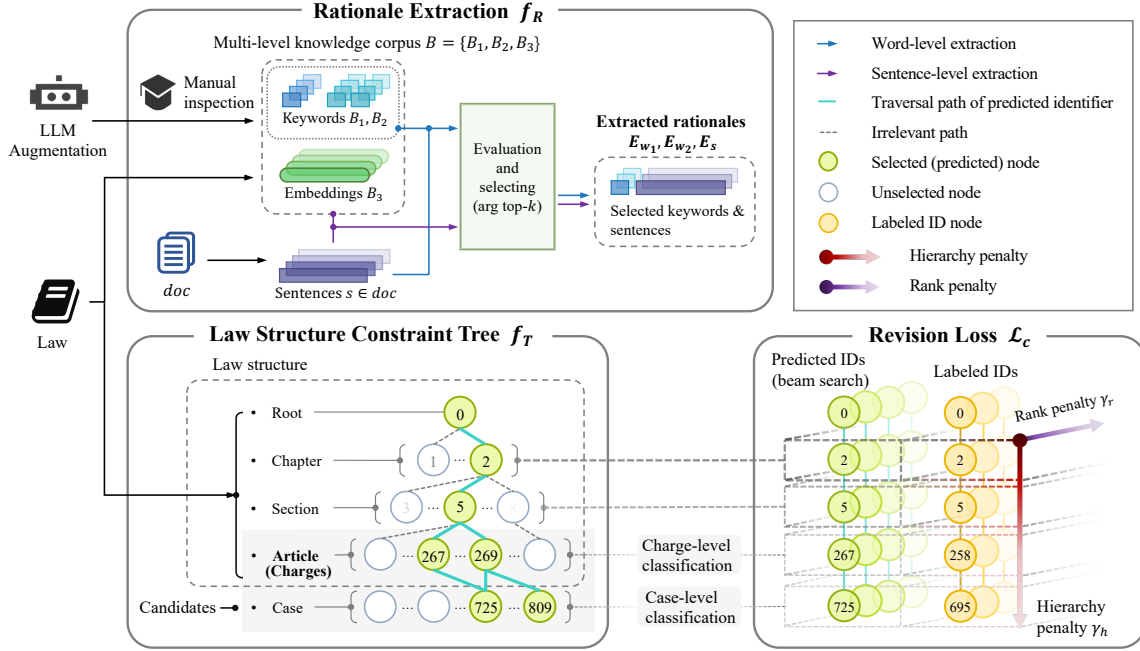 Rationale Extraction f_R
Multi-level knowledge corpus B = {B_1, B_2, B_3}
Manual
inspection
Keywords B_1, B_2
LLM
Augmentation
Embeddings B_3
Evaluation
and
selecting
(arg top-k)
Extracted rationales
E_{w_1}, E_{w_2}, E_s
Selected keywords &
sentences
doc
Sentences s ∈ doc
Law
Word-level extraction
Sentence-level extraction
Traversal path of predicted identifier
Irrelevant path
Selected (predicted) node
Unselected node
Labeled ID node
Hierarchy penalty
Rank penalty
Law Structure Constraint Tree f_T
Law structure
• Root 0
• Chapter 1 ... 2
• Section 3 ... 5 ... 8
• Article
(Charges)
... 267 ... 269 ...
Candidates
• Case ... 725 ... 809
Charge-level
classification
Case-level
classification
Revision Loss ℒ_c
Predicted IDs
(beam search)
Labeled IDs
0 0
2 2
5 5
267 258
725 695
Rank penalty γ_r
Hierarchy
penalty γ_h